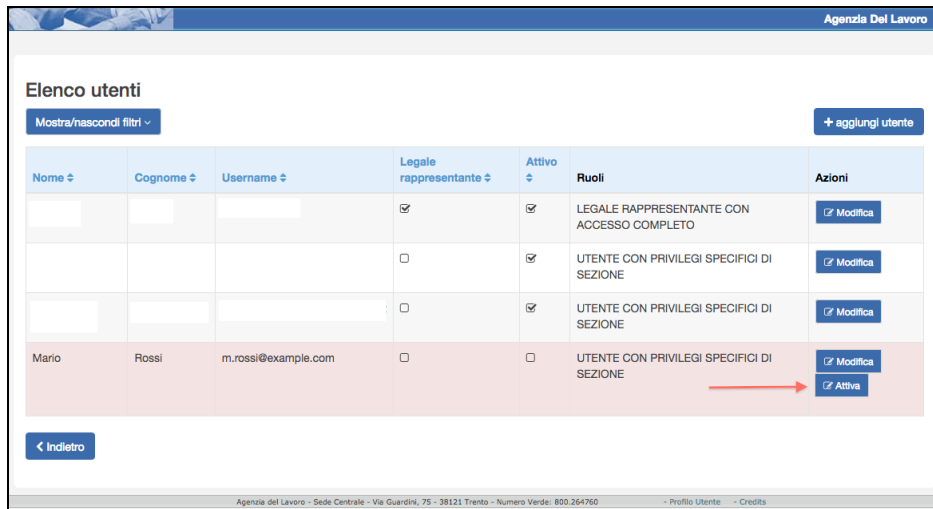 Agenzia Del Lavoro
Elenco utenti
Mostra/nascondi filtri
+ aggiungi utente
Nome Cognome Username Legale rappresentante Attivo Ruoli Azioni
LEGALE RAPPRESENTANTE CON ACCESSO COMPLETO Modifica
UTENTE CON PRIVILEGI SPECIFICI DI SEZIONE Modifica
UTENTE CON PRIVILEGI SPECIFICI DI SEZIONE Modifica
Mario Rossi m.rossi@example.com UTENTE CON PRIVILEGI SPECIFICI DI SEZIONE Modifica
Attiva
Indietro
Agenzia del Lavoro - Sede Centrale - Via Guardini, 75 - 38121 Trento - Numero Verde: 800.264760 - Profilo Utente - Credits